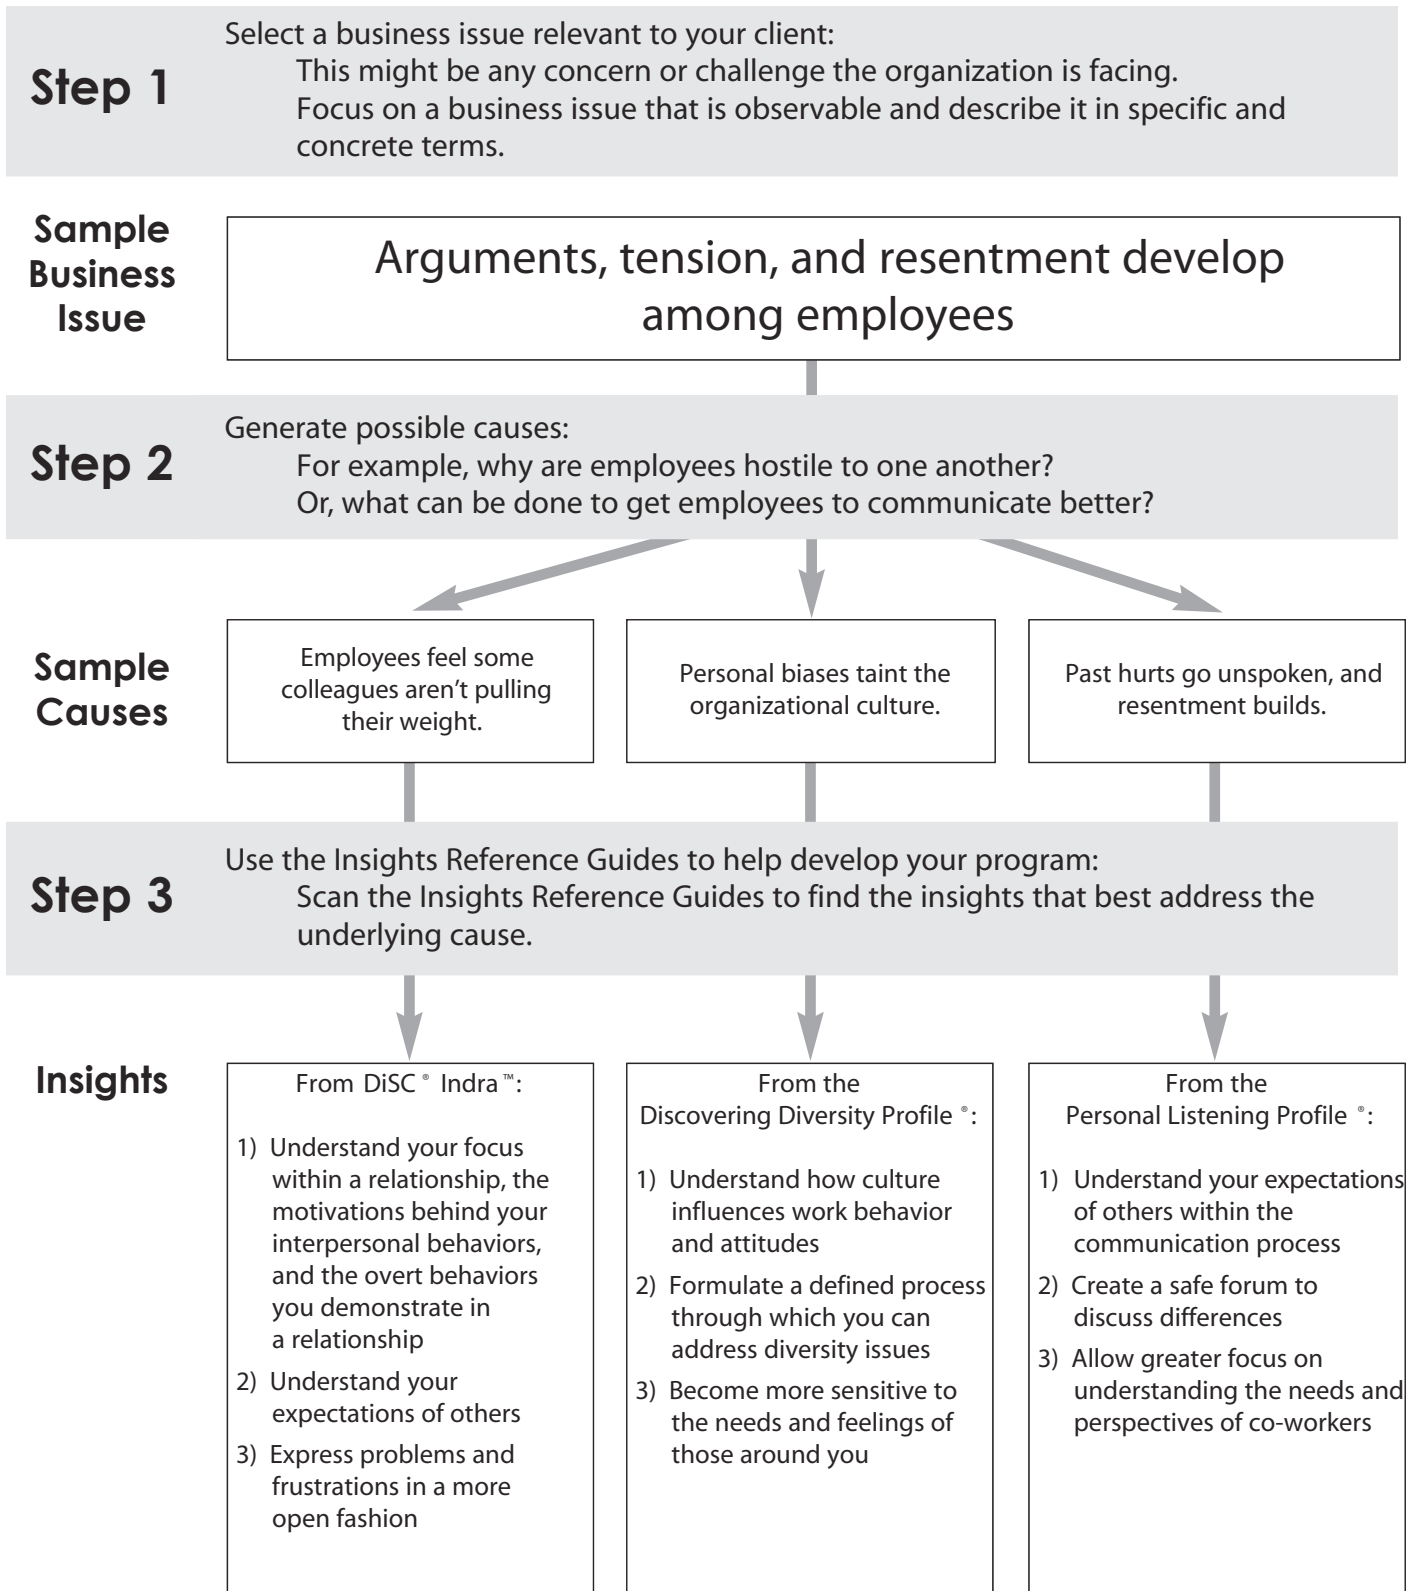 Step 1
Select a business issue relevant to your client:
This might be any concern or challenge the organization is facing.
Focus on a business issue that is observable and describe it in specific and
concrete terms.
Sample
Business
Issue
Arguments, tension, and resentment develop
among employees
Step 2
Generate possible causes:
For example, why are employees hostile to one another?
Or, what can be done to get employees to communicate better?
Sample
Causes
Employees feel some
colleagues aren't pulling
their weight.
Personal biases taint the
organizational culture.
Past hurts go unspoken, and
resentment builds.
Step 3
Use the Insights Reference Guides to help develop your program:
Scan the Insights Reference Guides to find the insights that best address the
underlying cause.
Insights
From DiSC® Indra™:
1) Understand your focus
within a relationship, the
motivations behind your
interpersonal behaviors,
and the overt behaviors
you demonstrate in
a relationship
2) Understand your
expectations of others
3) Express problems and
frustrations in a more
open fashion
From the
Discovering Diversity Profile®:
1) Understand how culture
influences work behavior
and attitudes
2) Formulate a defined process
through which you can
address diversity issues
3) Become more sensitive to
the needs and feelings of
those around you
From the
Personal Listening Profile®:
1) Understand your expectations
of others within the
communication process
2) Create a safe forum to
discuss differences
3) Allow greater focus on
understanding the needs and
perspectives of co-workers